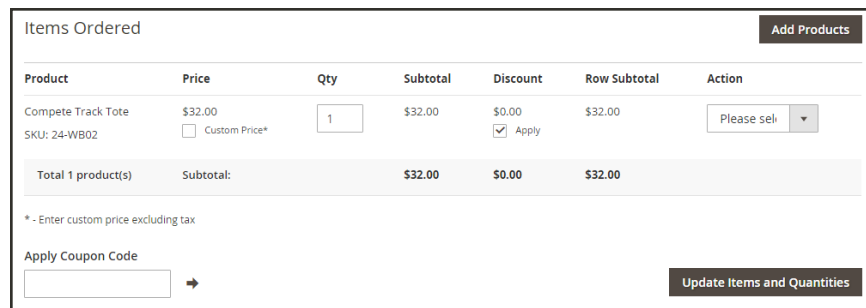 Items Ordered
Add Products
Product Price Qty Subtotal Discount Row Subtotal Action
Compete Track Tote $32.00 1 $32.00 $0.00 $32.00 Please sel
SKU: 24-WB02 Custom Price* Apply
Total 1 product(s) Subtotal: $32.00 $0.00 $32.00
* - Enter custom price excluding tax
Apply Coupon Code
Update Items and Quantities